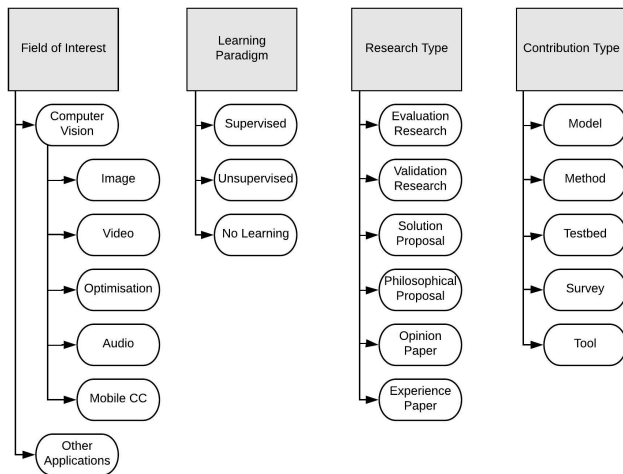 Field of Interest
Computer
Vision
Image
Video
Optimisation
Audio
Mobile CC
Other
Applications
Learning
Paradigm
Supervised
Unsupervised
No Learning
Research Type
Evaluation
Research
Validation
Research
Solution
Proposal
Philosophical
Proposal
Opinion
Paper
Experience
Paper
Contribution Type
Model
Method
Testbed
Survey
Tool